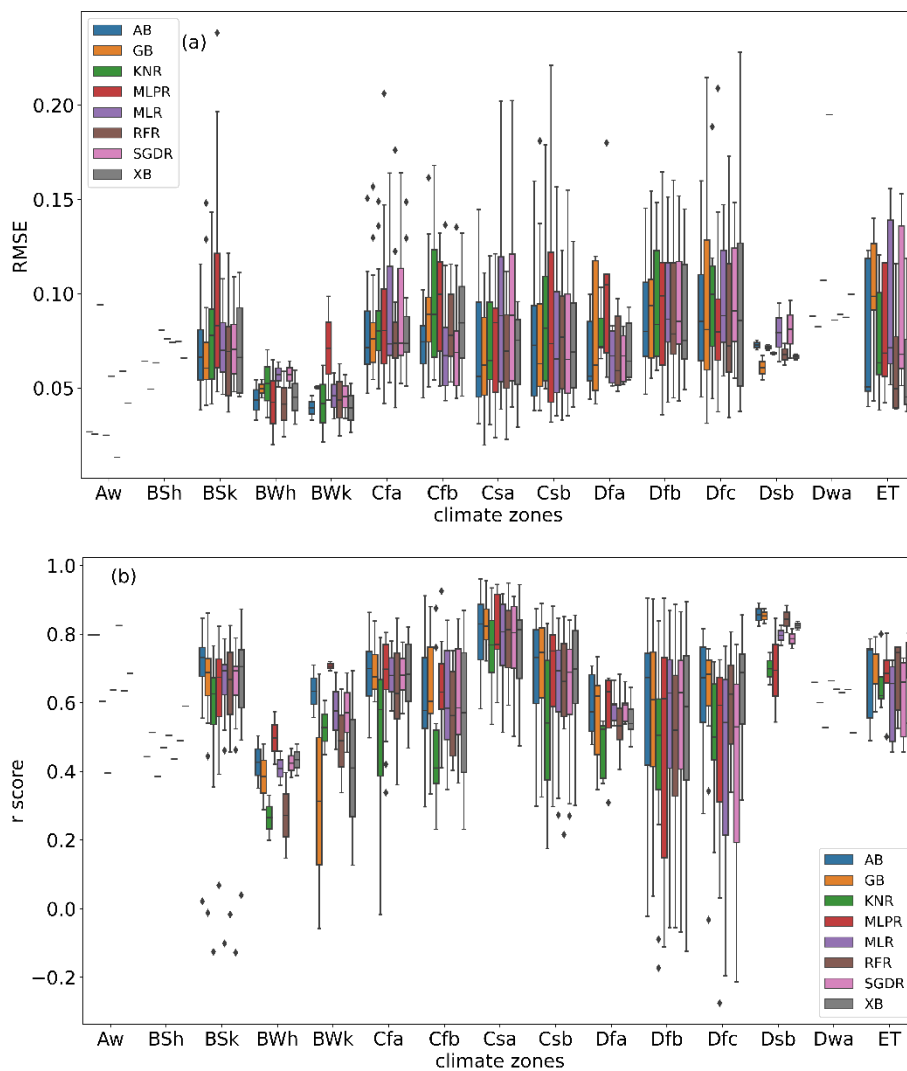 (a)
AB
GB
KNR
MLPR
MLR
RFR
SGDR
XB
RMSE
0.20
0.15
0.10
0.05
Aw BSh BSk BWh BWk Cfa Cfb Csa Csb Dfa Dfb Dfc Dsb Dwa ET
climate zones
(b)
r score
1.0
0.8
0.6
0.4
0.2
0.0
−0.2
AB
GB
KNR
MLPR
MLR
RFR
SGDR
XB
Aw BSh BSk BWh BWk Cfa Cfb Csa Csb Dfa Dfb Dfc Dsb Dwa ET
climate zones